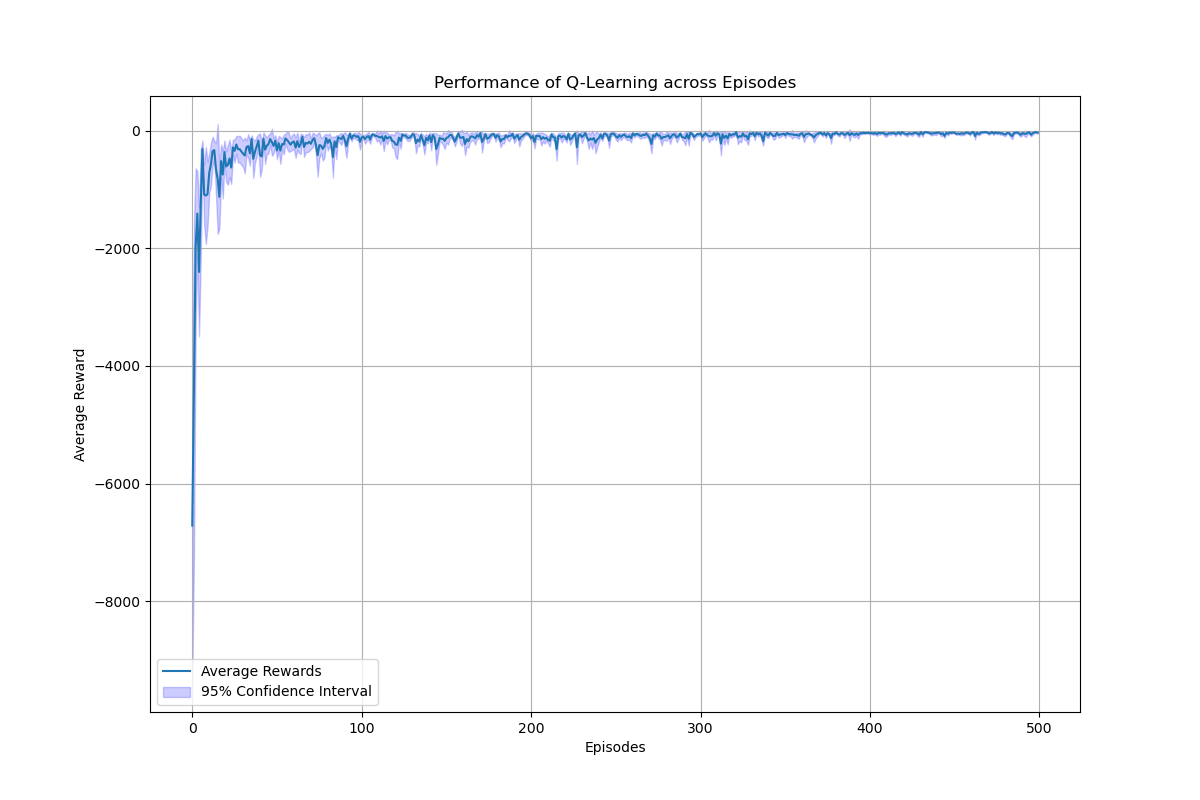 Performance of Q-Learning across Episodes
0
−2000
−4000
−6000
−8000
Average Reward
Average Rewards
95% Confidence Interval
0 100 200 300 400 500
Episodes